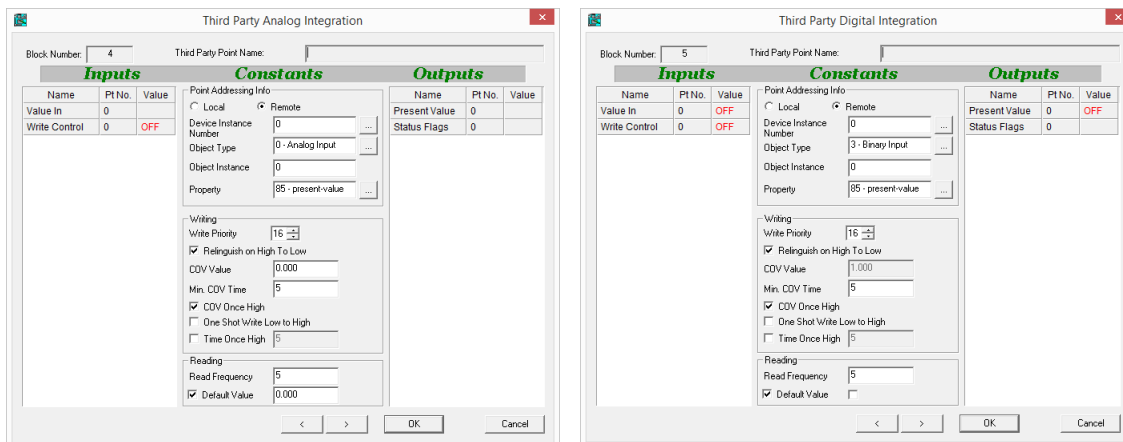 Third Party Analog Integration
Block Number: 4 Third Party Point Name:
Inputs Constants Outputs
Name Pt No. Value
Value In 0
Write Control 0 OFF
Point Addressing Info
Local Remote
Device Instance Number 0 ...
Object Type 0 - Analog Input ...
Object Instance 0
Property 85 - present-value ...
Writing
Write Priority 16
Relinguish on High To Low
COV Value 0.000
Min. COV Time 5
COV Once High
One Shot Write Low to High
Time Once High 5
Reading
Read Frequency 5
Default Value 0.000
Name Pt No. Value
Present Value 0
Status Flags 0
< > OK Cancel
Third Party Digital Integration
Block Number: 5 Third Party Point Name:
Inputs Constants Outputs
Name Pt No. Value
Value In 0 OFF
Write Control 0 OFF
Point Addressing Info
Local Remote
Device Instance Number 0 ...
Object Type 3 - Binary Input ...
Object Instance 0
Property 85 - present-value ...
Writing
Write Priority 16
Relinguish on High To Low
COV Value 1.000
Min. COV Time 5
COV Once High
One Shot Write Low to High
Time Once High 5
Reading
Read Frequency 5
Default Value
Name Pt No. Value
Present Value 0 OFF
Status Flags 0
< > OK Cancel